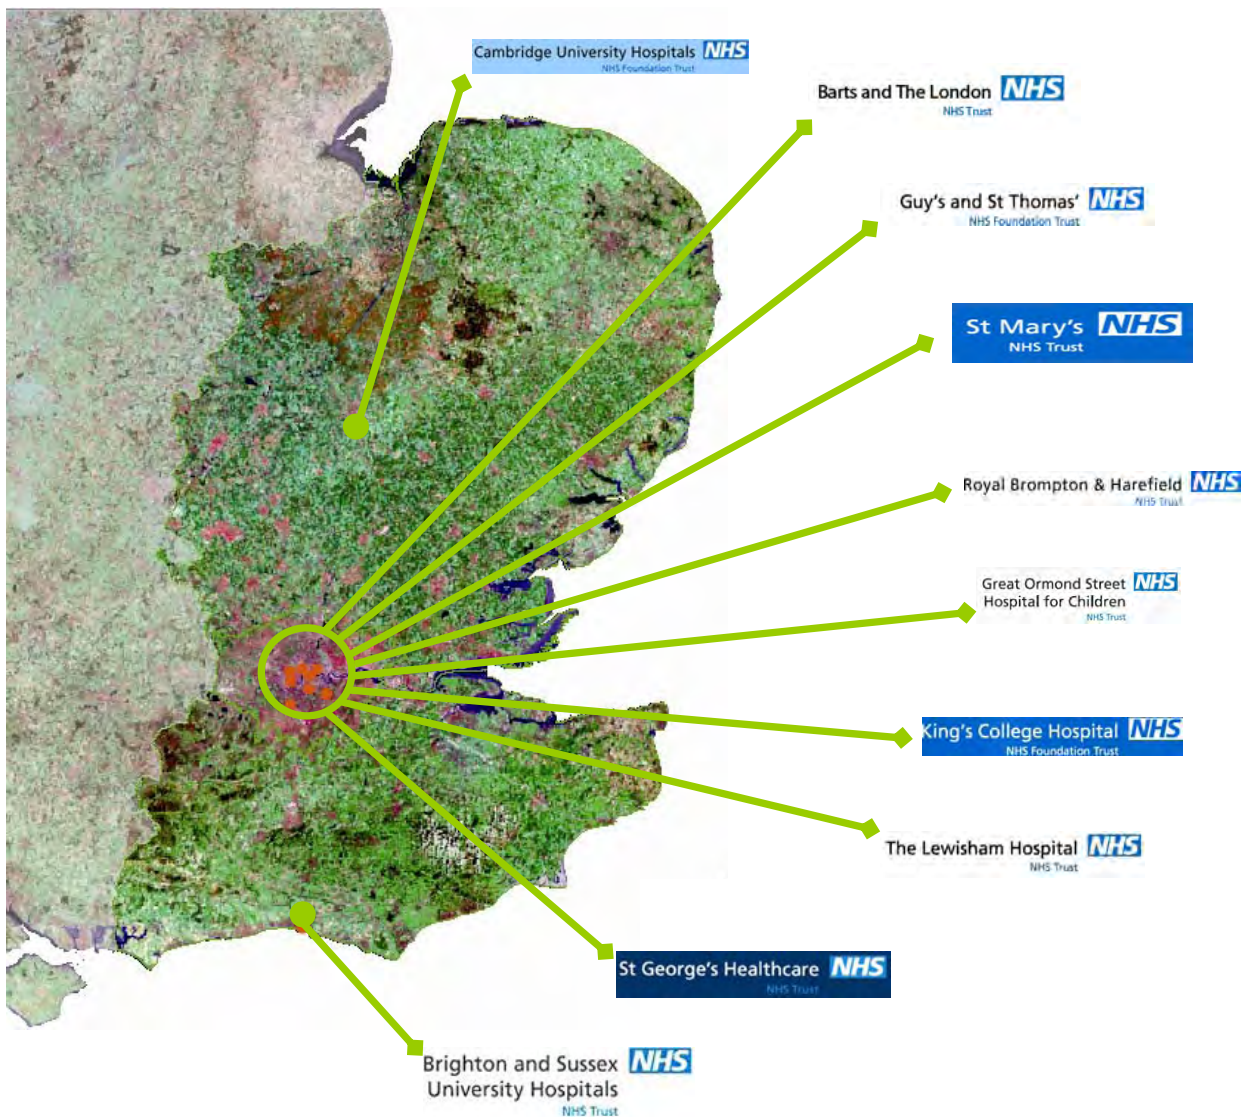 Cambridge University Hospitals NHS
NHS Foundation Trust
Barts and The London NHS
NHS Trust
Guy's and St Thomas' NHS
NHS Foundation Trust
St Mary's NHS
NHS Trust
Royal Brompton & Harefield NHS
NHS Trust
Great Ormond Street NHS
Hospital for Children
NHS Trust
King's College Hospital NHS
NHS Foundation Trust
The Lewisham Hospital NHS
NHS Trust
St George's Healthcare NHS
NHS Trust
Brighton and Sussex NHS
University Hospitals
NHS Trust